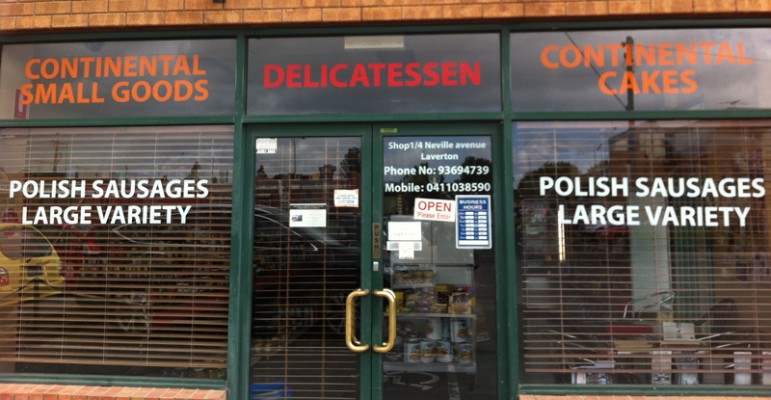 CONTINENTAL
SMALL GOODS
DELICATESSEN
CONTINENTAL
CAKES
POLISH SAUSAGES
LARGE VARIETY
Shop1/4 Neville avenue
Laverton
Phone No: 93694739
Mobile: 0411038590
OPEN
Please Enter
BUSINESS
HOURS
POLISH SAUSAGES
LARGE VARIETY